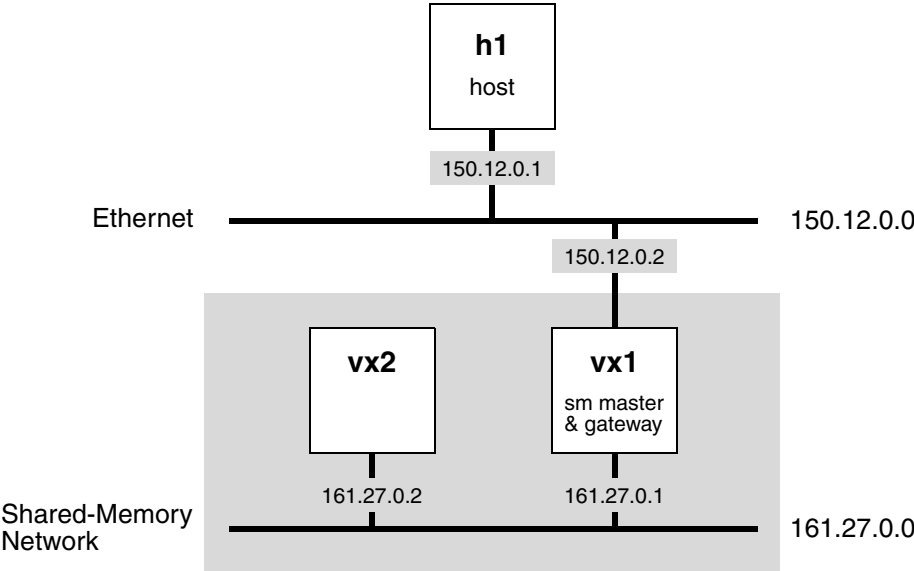 h1
host
150.12.0.1
Ethernet
150.12.0.0
150.12.0.2
vx2
vx1
sm master
& gateway
161.27.0.2
161.27.0.1
Shared-Memory
Network
161.27.0.0